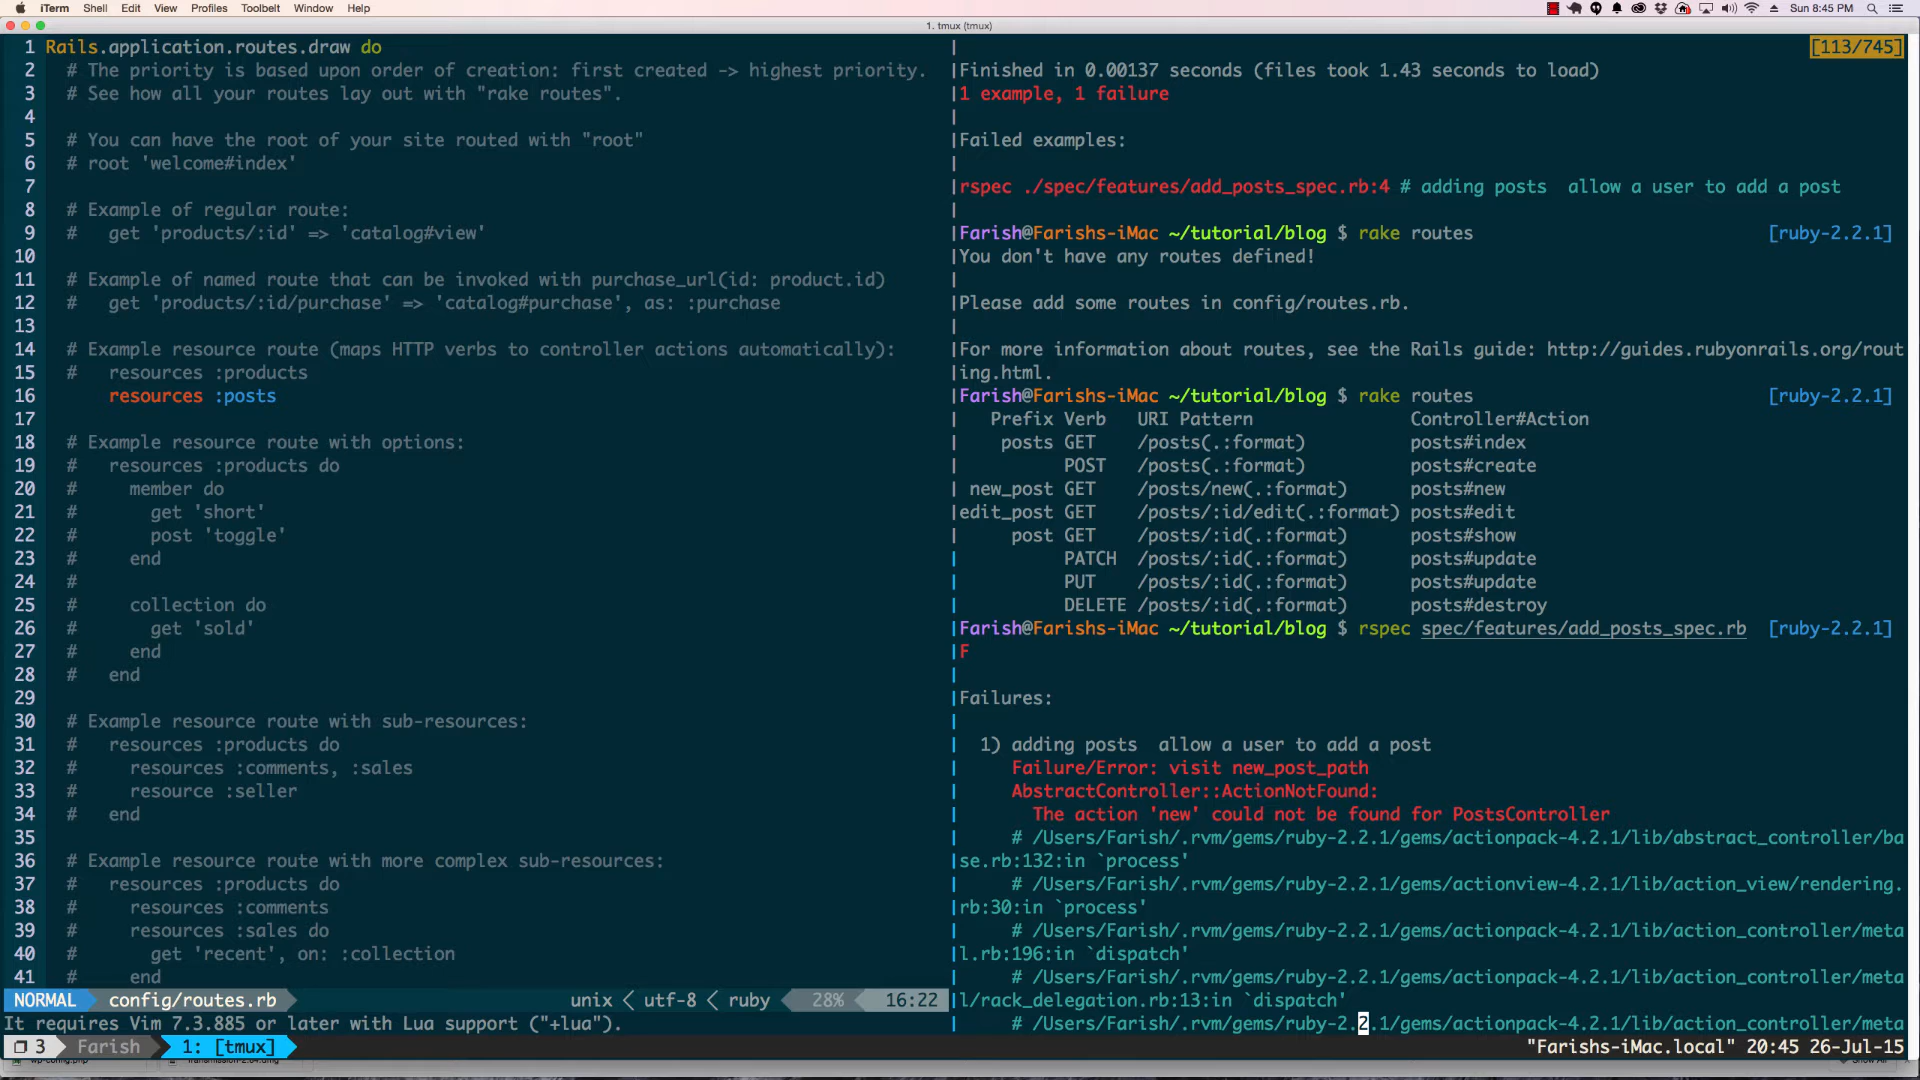 iTerm Shell Edit View Profiles Toolbelt Window Help Sun 8:45 PM
1. tmux (tmux)
1 Rails.application.routes.draw do
2 # The priority is based upon order of creation: first created -> highest priority.
3 # See how all your routes lay out with "rake routes".
4
5 # You can have the root of your site routed with "root"
6 # root 'welcome#index'
7
8 # Example of regular route:
9 #   get 'products/:id' => 'catalog#view'
10
11 # Example of named route that can be invoked with purchase_url(id: product.id)
12 #   get 'products/:id/purchase' => 'catalog#purchase', as: :purchase
13
14 # Example resource route (maps HTTP verbs to controller actions automatically):
15 #   resources :products
16     resources :posts
17
18 # Example resource route with options:
19 #   resources :products do
20 #     member do
21 #       get 'short'
22 #       post 'toggle'
23 #     end
24 #
25 #     collection do
26 #       get 'sold'
27 #     end
28 #   end
29
30 # Example resource route with sub-resources:
31 #   resources :products do
32 #     resources :comments, :sales
33 #     resource :seller
34 #   end
35
36 # Example resource route with more complex sub-resources:
37 #   resources :products do
38 #     resources :comments
39 #     resources :sales do
40 #       get 'recent', on: :collection
41 #     end
NORMAL config/routes.rb unix < utf-8 < ruby 28% 16:22
It requires Vim 7.3.885 or later with Lua support ("+lua").
[113/745]
Finished in 0.00137 seconds (files took 1.43 seconds to load)
1 example, 1 failure
Failed examples:
rspec ./spec/features/add_posts_spec.rb:4 # adding posts  allow a user to add a post
Farish@Farishs-iMac ~/tutorial/blog $ rake routes [ruby-2.2.1]
You don't have any routes defined!
Please add some routes in config/routes.rb.
For more information about routes, see the Rails guide: http://guides.rubyonrails.org/rout
ing.html.
Farish@Farishs-iMac ~/tutorial/blog $ rake routes [ruby-2.2.1]
Prefix Verb URI Pattern Controller#Action
posts GET /posts(.:format) posts#index
POST /posts(.:format) posts#create
new_post GET /posts/new(.:format) posts#new
edit_post GET /posts/:id/edit(.:format) posts#edit
post GET /posts/:id(.:format) posts#show
PATCH /posts/:id(.:format) posts#update
PUT /posts/:id(.:format) posts#update
DELETE /posts/:id(.:format) posts#destroy
Farish@Farishs-iMac ~/tutorial/blog $ rspec spec/features/add_posts_spec.rb [ruby-2.2.1]
F
Failures:
1) adding posts  allow a user to add a post
Failure/Error: visit new_post_path
AbstractController::ActionNotFound:
The action 'new' could not be found for PostsController
# /Users/Farish/.rvm/gems/ruby-2.2.1/gems/actionpack-4.2.1/lib/abstract_controller/ba
se.rb:132:in `process'
# /Users/Farish/.rvm/gems/ruby-2.2.1/gems/actionview-4.2.1/lib/action_view/rendering.
rb:30:in `process'
# /Users/Farish/.rvm/gems/ruby-2.2.1/gems/actionpack-4.2.1/lib/action_controller/meta
l.rb:196:in `dispatch'
# /Users/Farish/.rvm/gems/ruby-2.2.1/gems/actionpack-4.2.1/lib/action_controller/meta
l/rack_delegation.rb:13:in `dispatch'
# /Users/Farish/.rvm/gems/ruby-2.2.1/gems/actionpack-4.2.1/lib/action_controller/meta
3 Farish 1: [tmux] "Farishs-iMac.local" 20:45 26-Jul-15